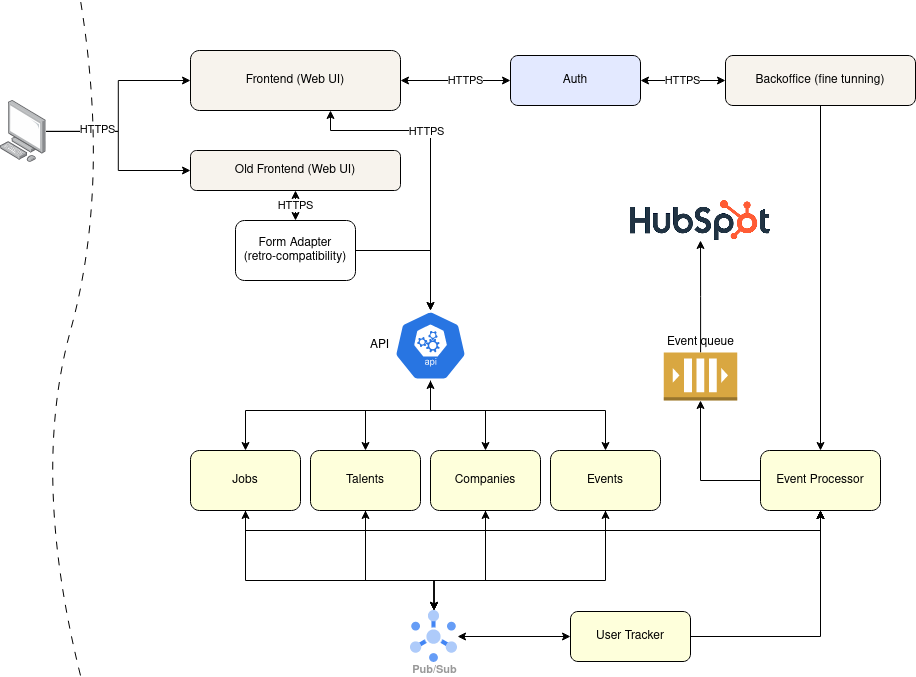 Frontend (Web UI)
HTTPS
Auth
HTTPS
Backoffice (fine tunning)
HTTPS
HTTPS
Old Frontend (Web UI)
HTTPS
HubSpot
Form Adapter
(retro-compatibility)
API
api
Event queue
Jobs
Talents
Companies
Events
Event Processor
User Tracker
Pub/Sub